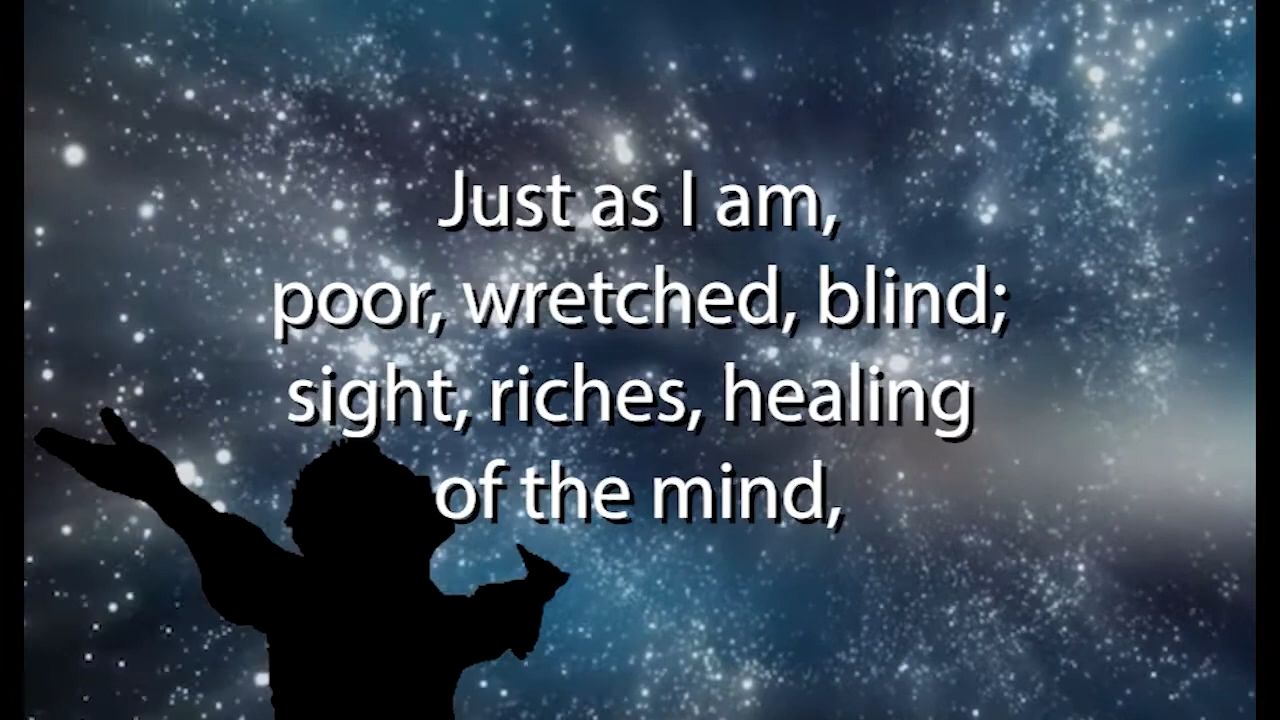 Just as I am,
poor, wretched, blind;
sight, riches, healing
of the mind,